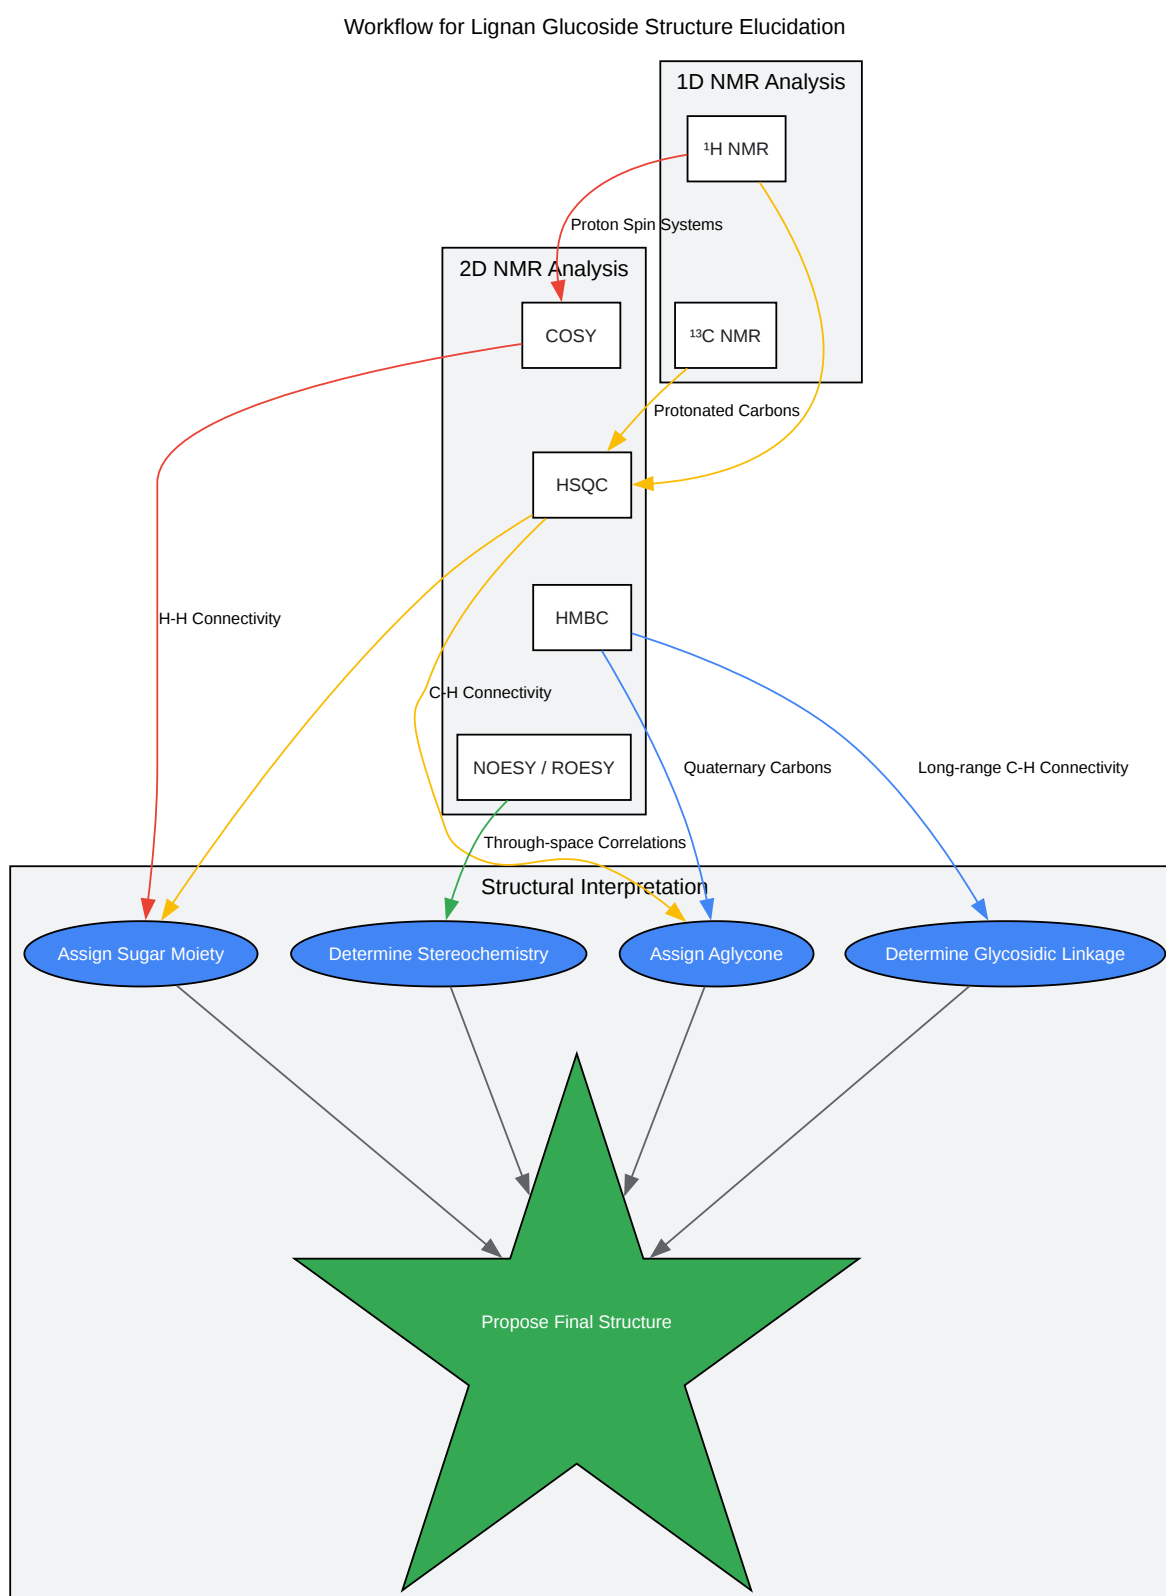 Workflow for Lignan Glucoside Structure Elucidation
1D NMR Analysis
¹H NMR
Proton Spin Systems
2D NMR Analysis
COSY
¹³C NMR
Protonated Carbons
HSQC
H-H Connectivity
HMBC
C-H Connectivity
NOESY / ROESY
Quaternary Carbons
Long-range C-H Connectivity
Through-space Correlations
Structural Interpretation
Assign Sugar Moiety
Determine Stereochemistry
Assign Aglycone
Determine Glycosidic Linkage
Propose Final Structure